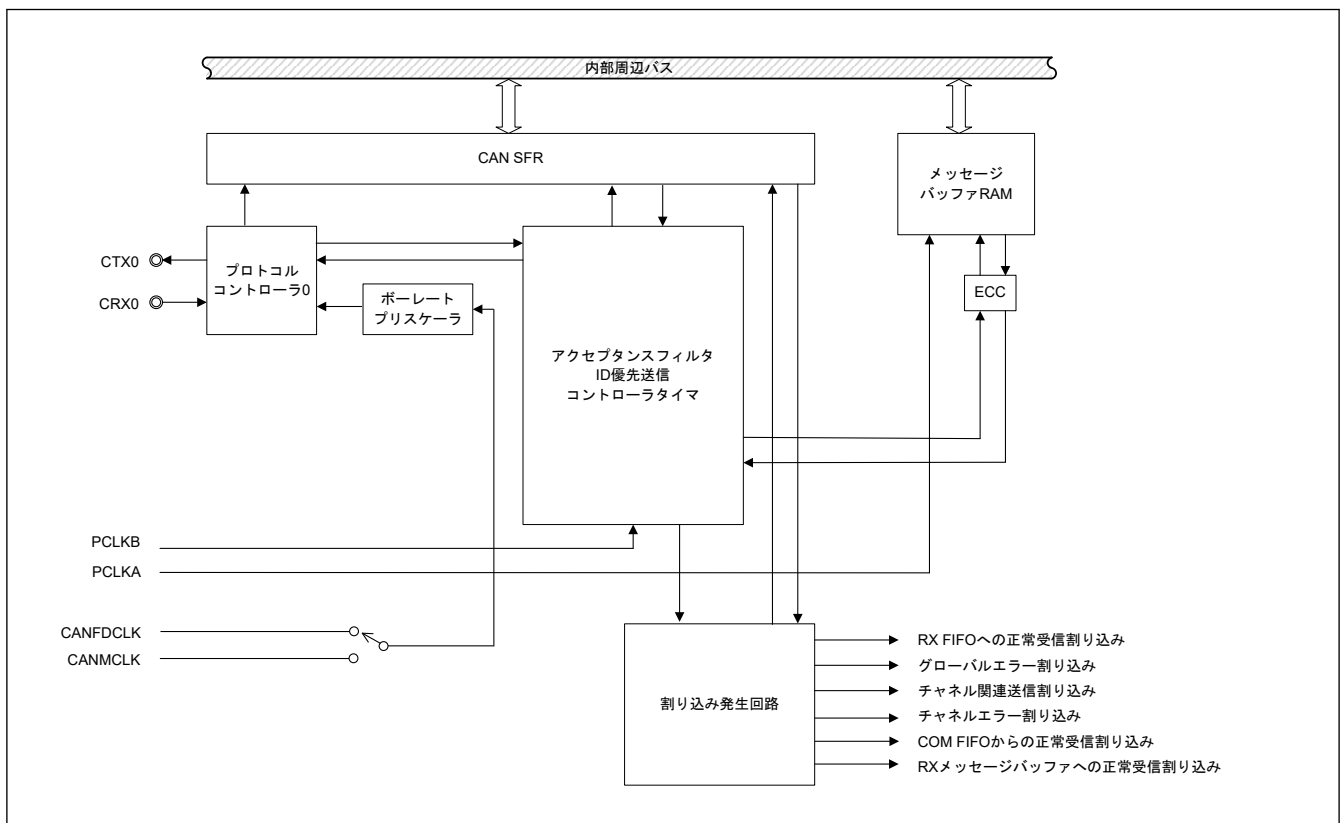 内部周辺バス
CAN SFR
メッセージ
バッファRAM
CTX0
CRX0
プロトコル
コントローラ0
ボーレート
プリスケーラ
ECC
アクセプタンスフィルタ
ID優先送信
コントローラタイマ
PCLKB
PCLKA
CANFDCLK
CANMCLK
割り込み発生回路
RX FIFOへの正常受信割り込み
グローバルエラー割り込み
チャネル関連送信割り込み
チャネルエラー割り込み
COM FIFOからの正常受信割り込み
RXメッセージバッファへの正常受信割り込み